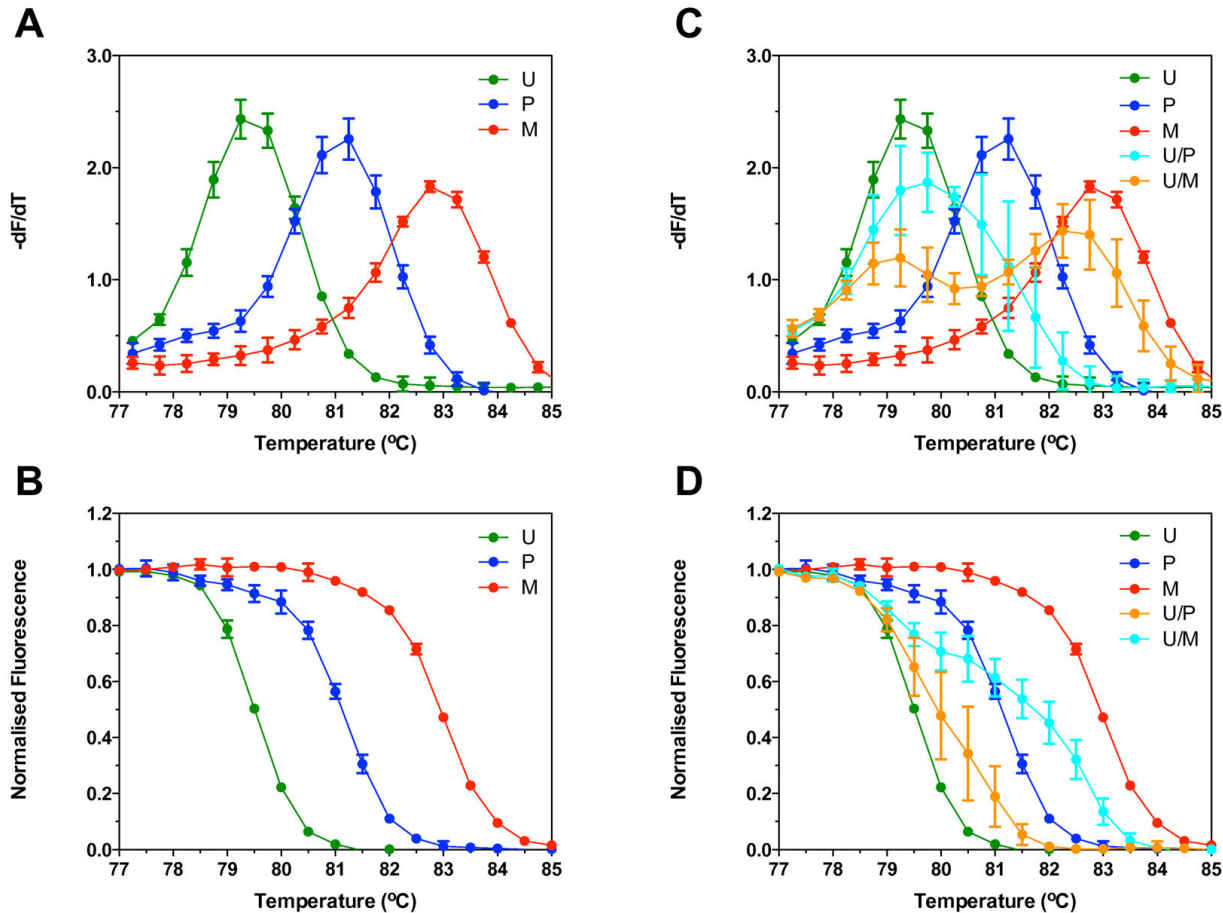 A
3.0
2.0
1.0
0.0
-dF/dT
77 78 79 80 81 82 83 84 85
Temperature (ºC)
U
P
M
C
3.0
2.0
1.0
0.0
-dF/dT
77 78 79 80 81 82 83 84 85
Temperature (ºC)
U
P
M
U/P
U/M
B
1.2
1.0
0.8
0.6
0.4
0.2
0.0
Normalised Fluorescence
77 78 79 80 81 82 83 84 85
Temperature (ºC)
U
P
M
D
1.2
1.0
0.8
0.6
0.4
0.2
0.0
Normalised Fluorescence
77 78 79 80 81 82 83 84 85
Temperature (ºC)
U
P
M
U/P
U/M